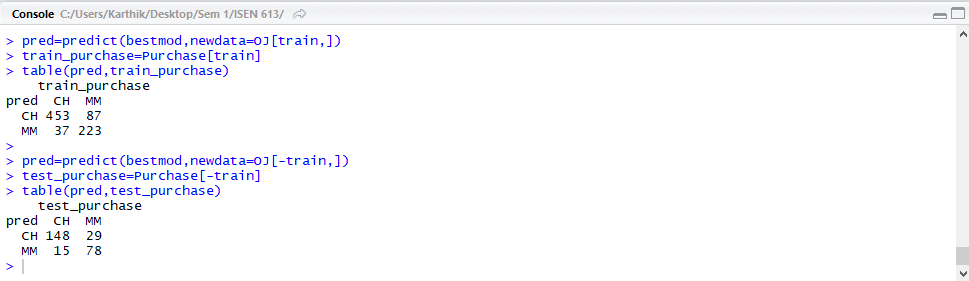 Console C:/Users/Karthik/Desktop/Sem 1/ISEN 613/
> pred=predict(bestmod,newdata=OJ[train,])
> train_purchase=Purchase[train]
> table(pred,train_purchase)
    train_purchase
pred  CH  MM
  CH 453  87
  MM  37 223
>
> pred=predict(bestmod,newdata=OJ[-train,])
> test_purchase=Purchase[-train]
> table(pred,test_purchase)
    test_purchase
pred  CH  MM
  CH 148  29
  MM  15  78
>